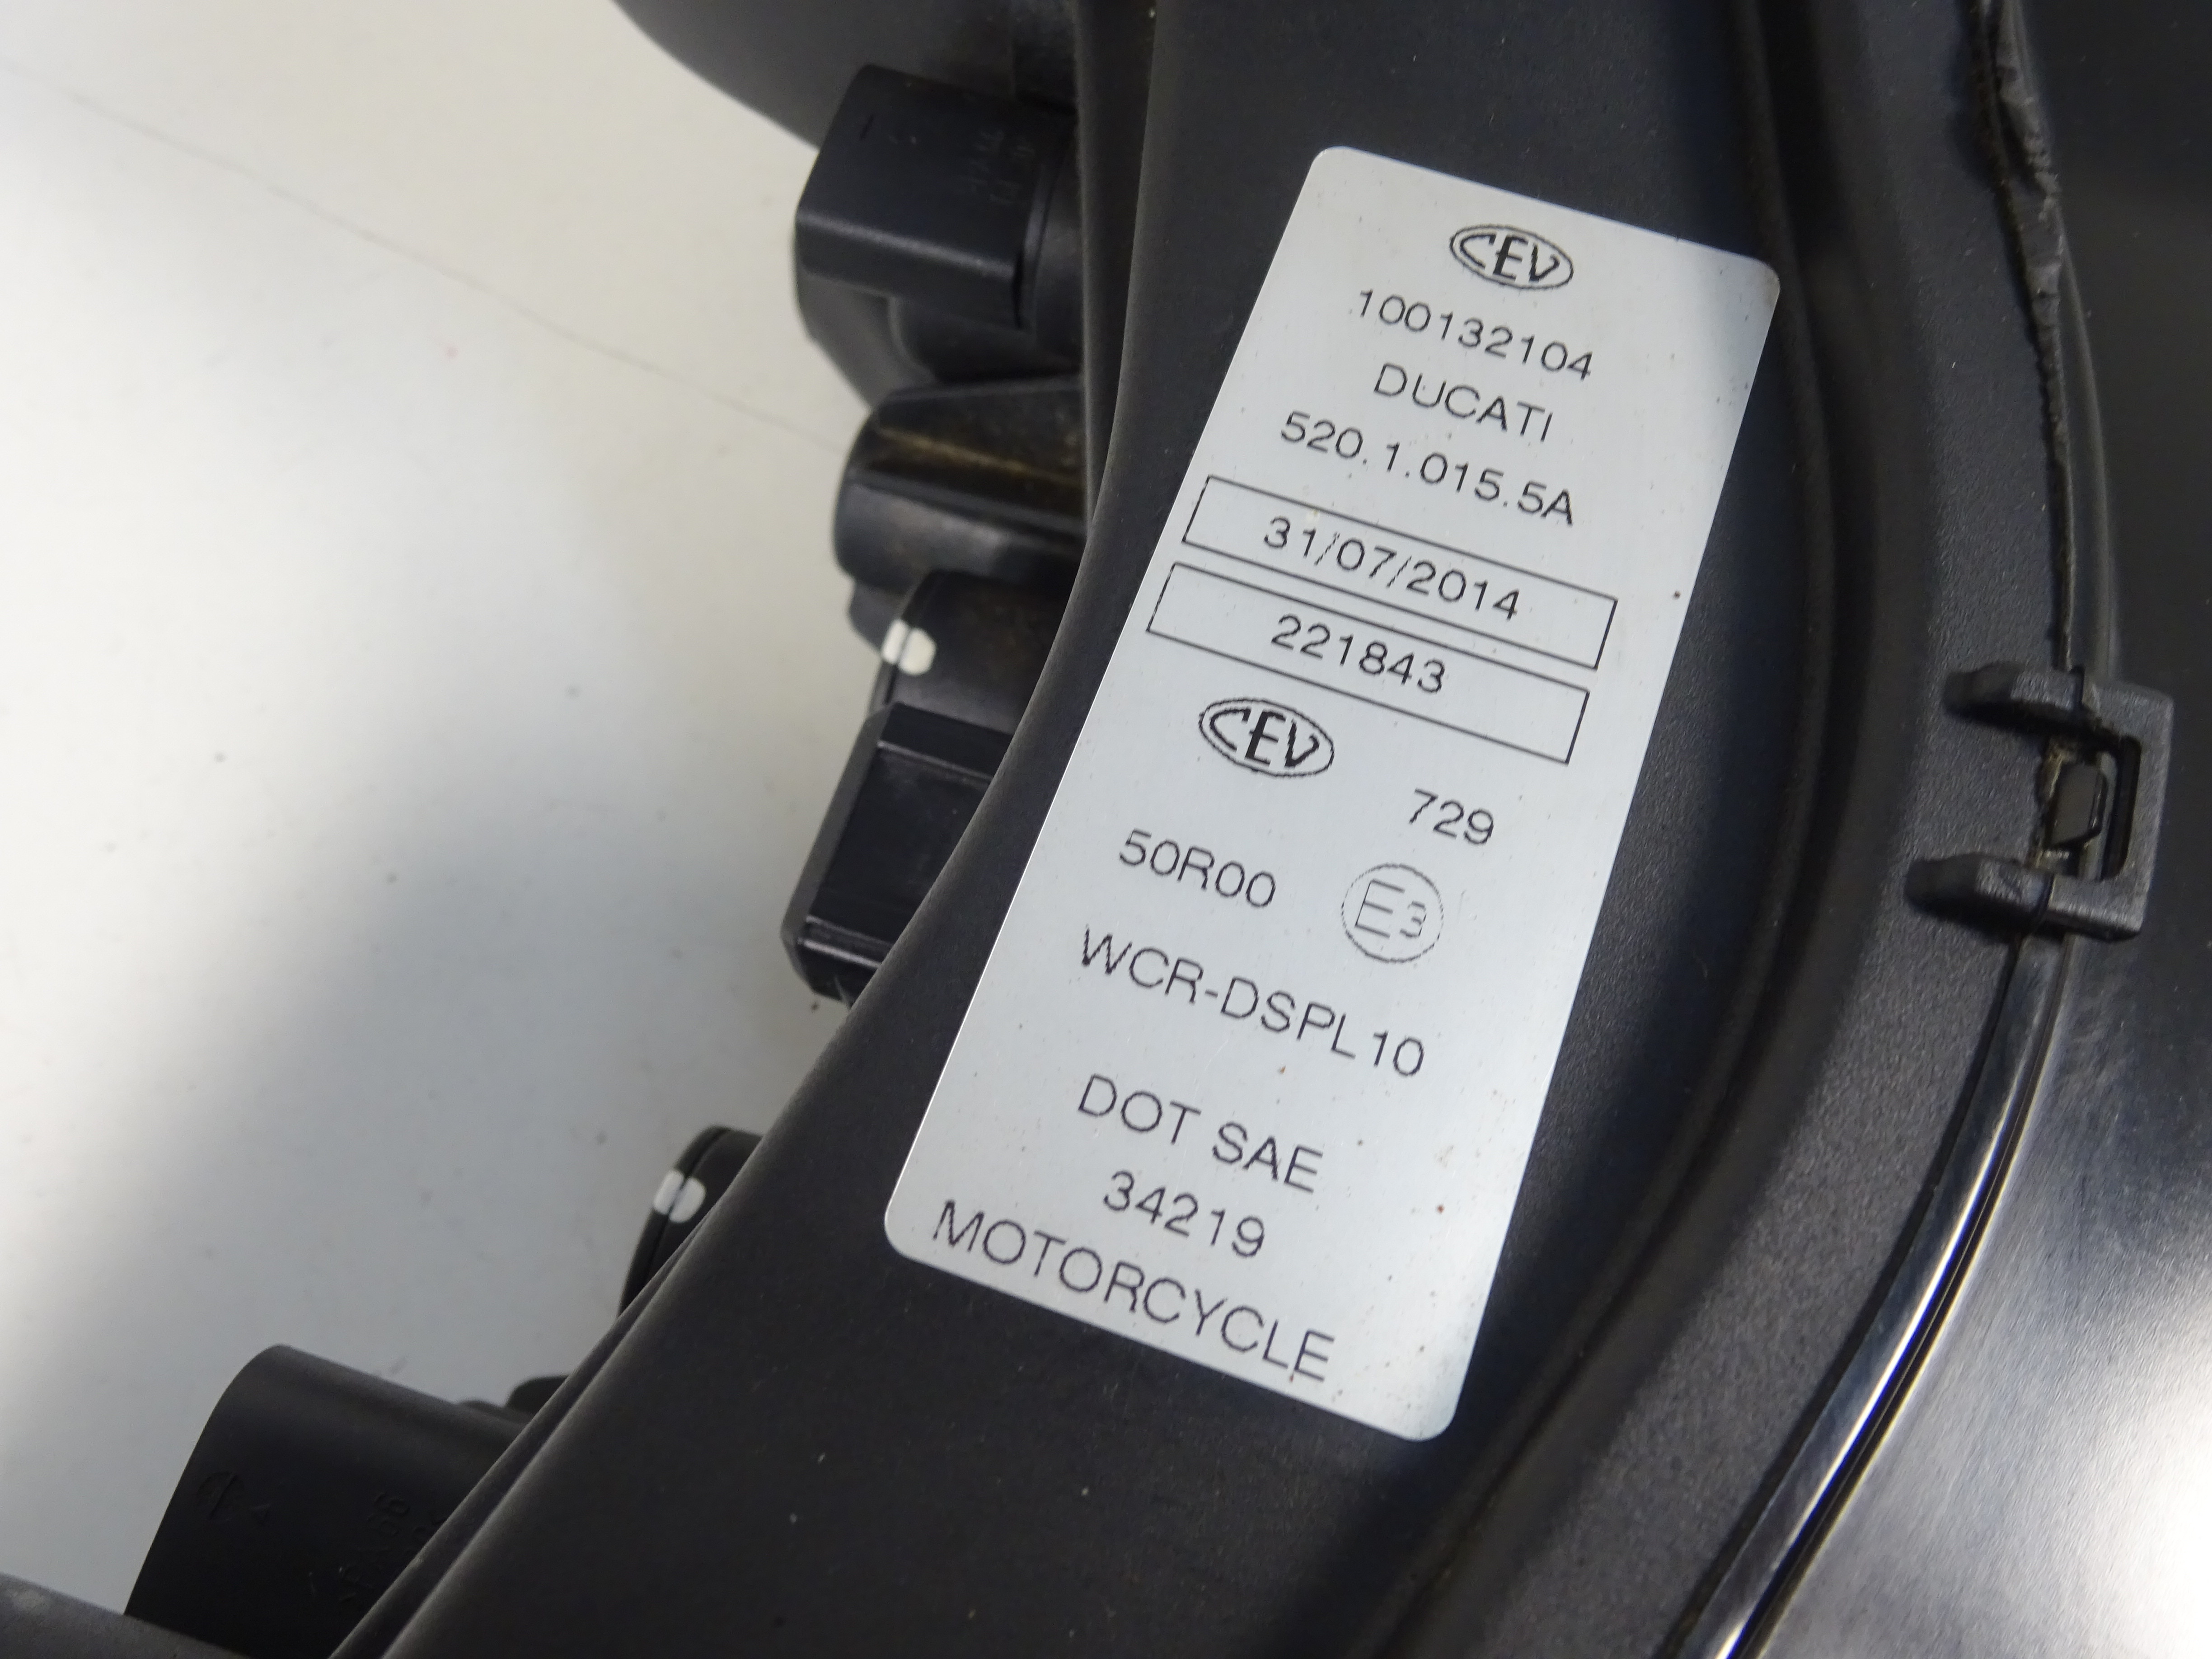 CEV
100132104
DUCATI
520.1.015.5A
31/07/2014
221843
CEV
729
50R00 E3
WCR-DSPL10
DOT SAE
34219
MOTORCYCLE